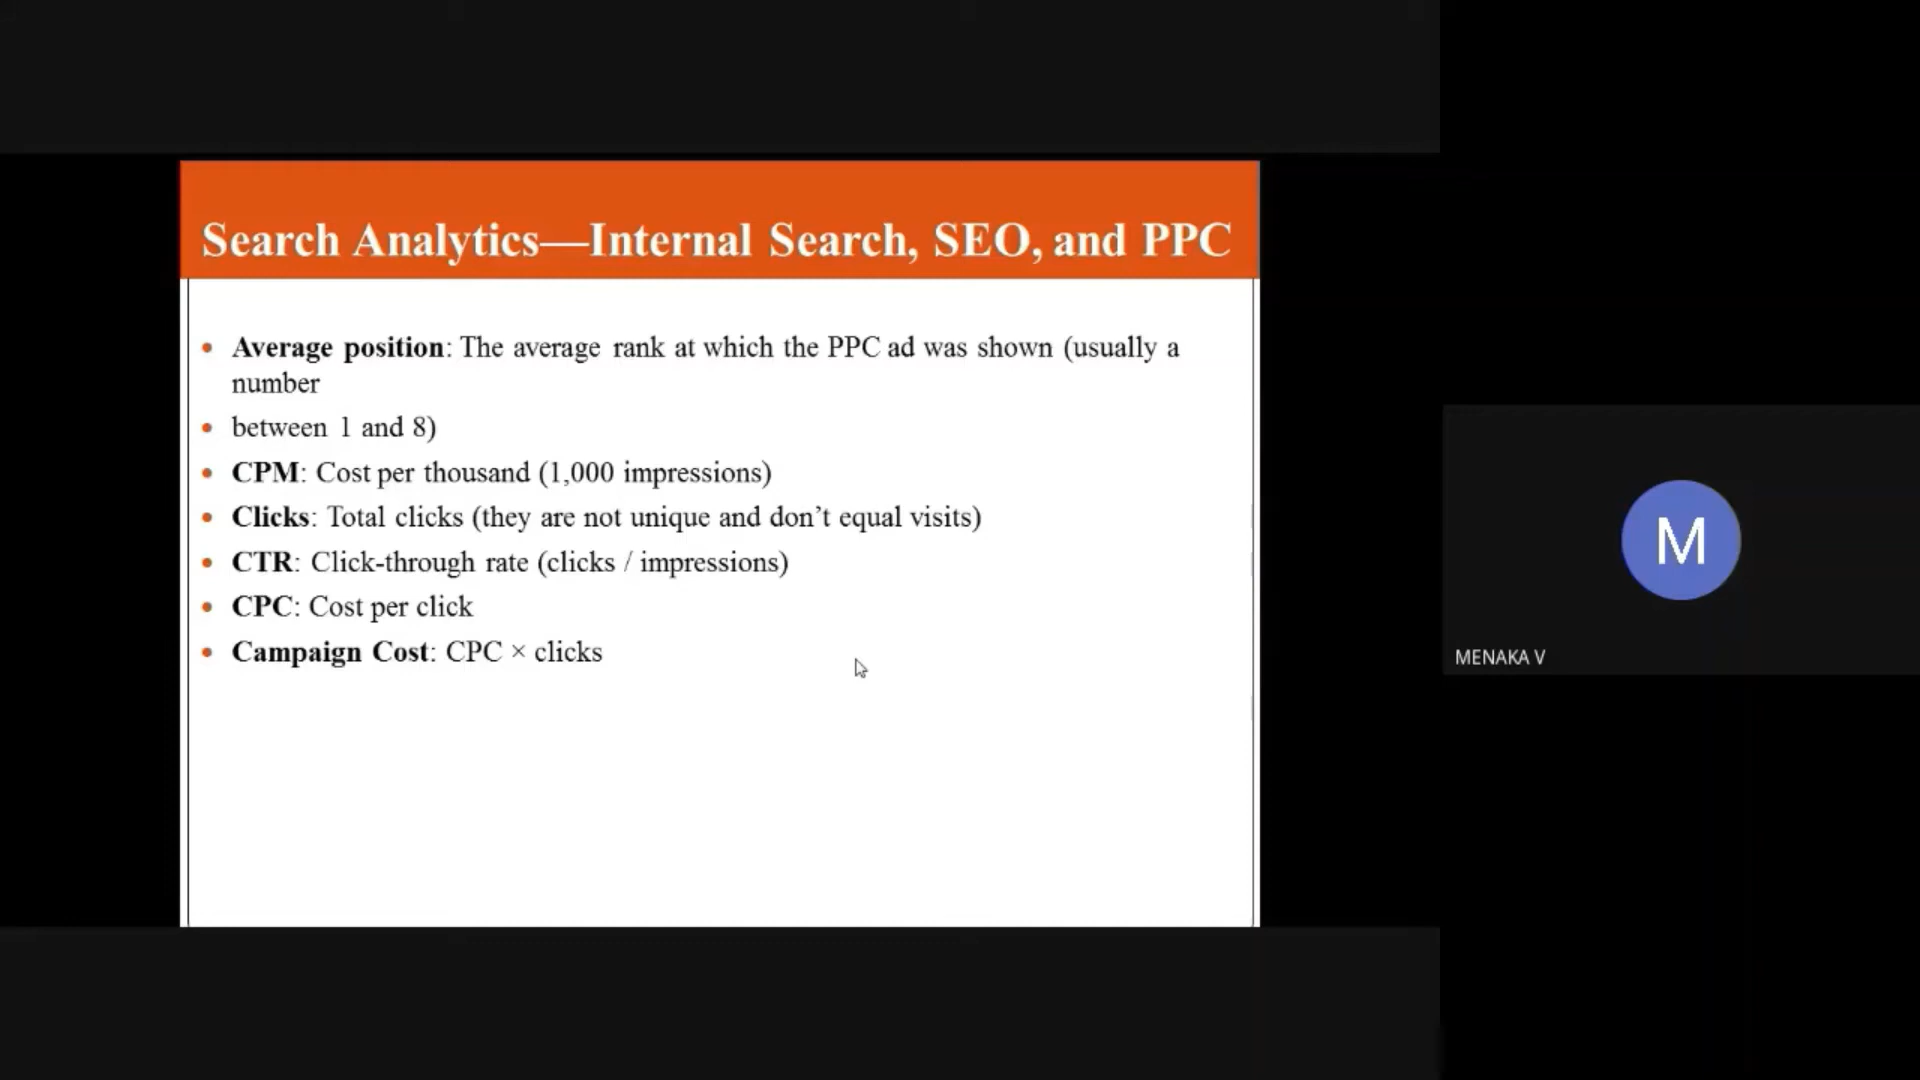 Search Analytics—Internal Search, SEO, and PPC
• Average position: The average rank at which the PPC ad was shown (usually a
number
• between 1 and 8)
• CPM: Cost per thousand (1,000 impressions)
• Clicks: Total clicks (they are not unique and don’t equal visits)
• CTR: Click-through rate (clicks / impressions)
• CPC: Cost per click
• Campaign Cost: CPC × clicks
M
MENAKA V